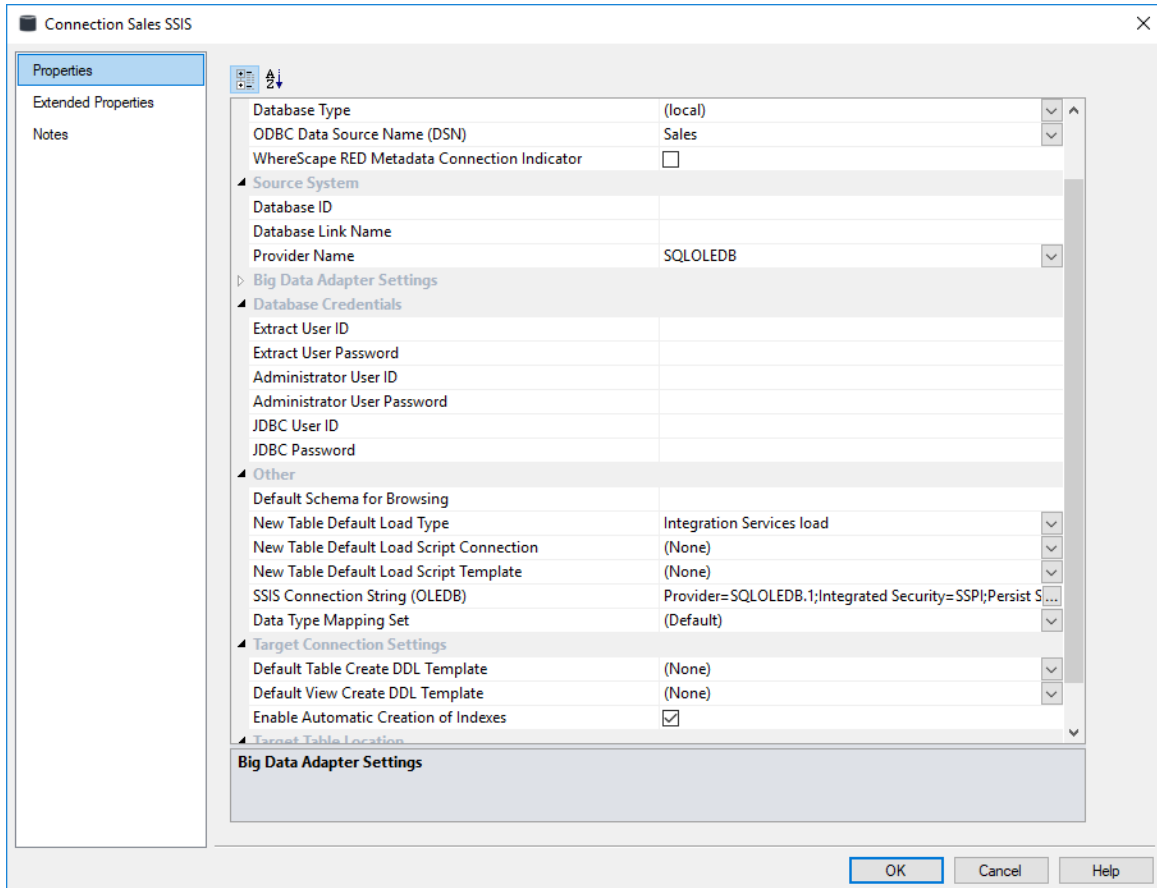 Connection Sales SSIS
Properties
Extended Properties
Notes
Database Type (local)
ODBC Data Source Name (DSN) Sales
WhereScape RED Metadata Connection Indicator
Source System
Database ID
Database Link Name
Provider Name SQLOLEDB
Big Data Adapter Settings
Database Credentials
Extract User ID
Extract User Password
Administrator User ID
Administrator User Password
JDBC User ID
JDBC Password
Other
Default Schema for Browsing
New Table Default Load Type Integration Services load
New Table Default Load Script Connection (None)
New Table Default Load Script Template (None)
SSIS Connection String (OLEDB) Provider=SQLOLEDB.1;Integrated Security=SSPI;Persist S...
Data Type Mapping Set (Default)
Target Connection Settings
Default Table Create DDL Template (None)
Default View Create DDL Template (None)
Enable Automatic Creation of Indexes
Target Table Location
Big Data Adapter Settings
OK Cancel Help